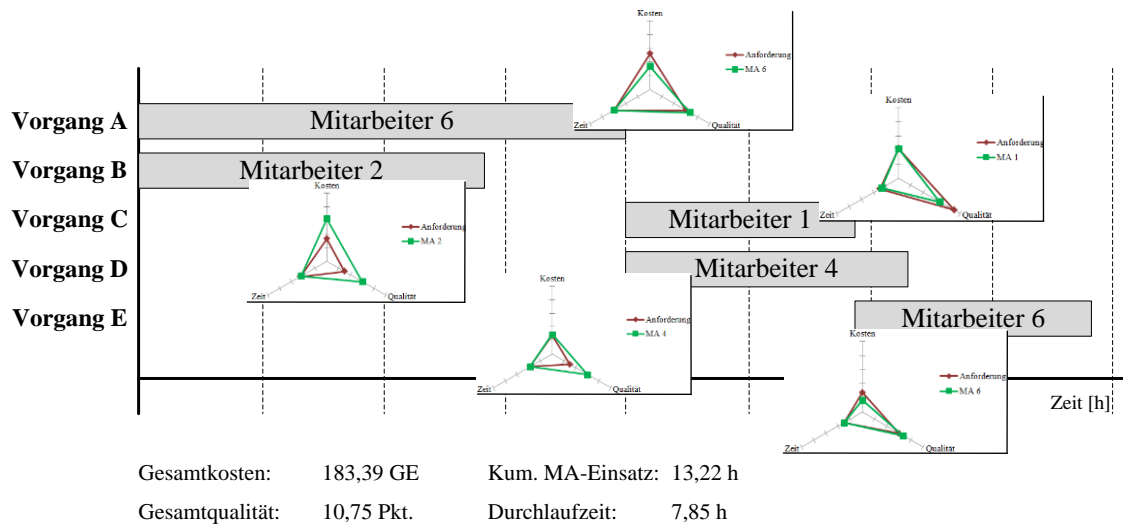 Kosten
Anforderung
MA 6
Zeit
Qualität
Vorgang A
Mitarbeiter 6
Kosten
Anforderung
MA 1
Zeit
Qualität
Vorgang B
Mitarbeiter 2
Kosten
Anforderung
MA 2
Zeit
Qualität
Vorgang C
Mitarbeiter 1
Vorgang D
Mitarbeiter 4
Kosten
Anforderung
MA 4
Zeit
Qualität
Vorgang E
Mitarbeiter 6
Kosten
Anforderung
MA 6
Zeit
Qualität
Zeit [h]
Gesamtkosten: 183,39 GE Kum. MA-Einsatz: 13,22 h
Gesamtqualität: 10,75 Pkt. Durchlaufzeit: 7,85 h